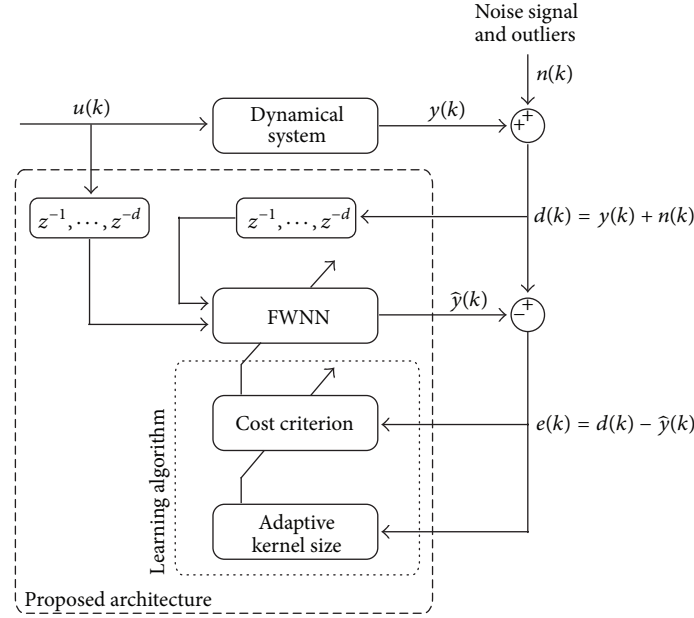 Noise signal
and outliers
n(k)
u(k)
Dynamical
system
y(k)
++
z⁻¹, ⋯, z⁻ᵈ
z⁻¹, ⋯, z⁻ᵈ
d(k) = y(k) + n(k)
FWNN
ŷ(k)
−+
Learning algorithm
Cost criterion
e(k) = d(k) − ŷ(k)
Adaptive
kernel size
Proposed architecture